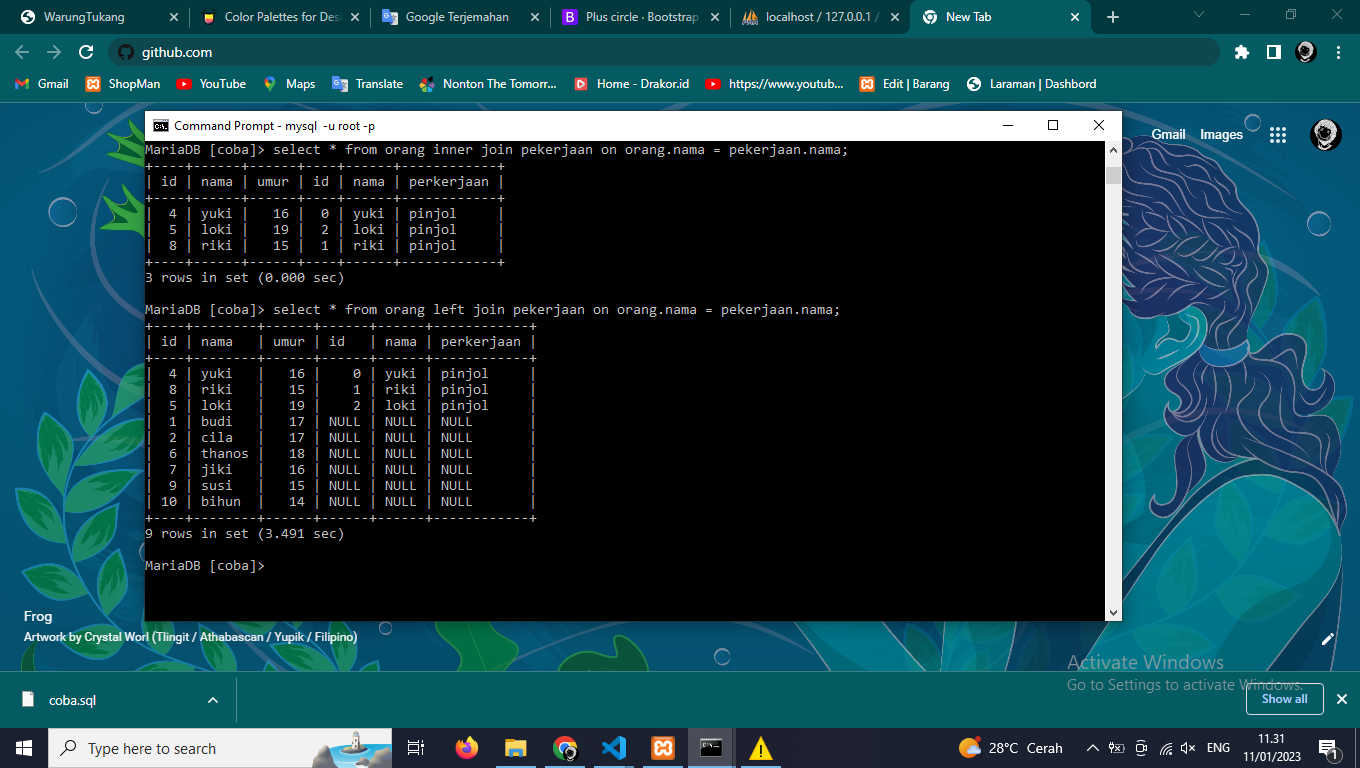 WarungTukang
Color Palettes for Desi
Google Terjemahan
Plus circle · Bootstrap
localhost / 127.0.0.1 /
New Tab
github.com
Gmail
ShopMan
YouTube
Maps
Translate
Nonton The Tomorr...
Home - Drakor.id
https://www.youtub...
Edit | Barang
Laraman | Dashbord
Command Prompt - mysql  -u root -p
Gmail
Images
MariaDB [coba]> select * from orang inner join pekerjaan on orang.nama = pekerjaan.nama;
+----+------+------+----+------+------------+
| id | nama | umur | id | nama | perkerjaan |
+----+------+------+----+------+------------+
|  4 | yuki |   16 |  0 | yuki | pinjol     |
|  5 | loki |   19 |  2 | loki | pinjol     |
|  8 | riki |   15 |  1 | riki | pinjol     |
+----+------+------+----+------+------------+
3 rows in set (0.000 sec)
MariaDB [coba]> select * from orang left join pekerjaan on orang.nama = pekerjaan.nama;
+----+--------+------+------+------+------------+
| id | nama   | umur | id   | nama | perkerjaan |
+----+--------+------+------+------+------------+
|  4 | yuki   |   16 |    0 | yuki | pinjol     |
|  8 | riki   |   15 |    1 | riki | pinjol     |
|  5 | loki   |   19 |    2 | loki | pinjol     |
|  1 | budi   |   17 | NULL | NULL | NULL       |
|  2 | cila   |   17 | NULL | NULL | NULL       |
|  6 | thanos |   18 | NULL | NULL | NULL       |
|  7 | jiki   |   16 | NULL | NULL | NULL       |
|  9 | susi   |   15 | NULL | NULL | NULL       |
| 10 | bihun  |   14 | NULL | NULL | NULL       |
+----+--------+------+------+------+------------+
9 rows in set (3.491 sec)
MariaDB [coba]>
Frog
Artwork by Crystal Worl (Tlingit / Athabascan / Yupik / Filipino)
Activate Windows
Go to Settings to activate Windows.
coba.sql
Show all
Type here to search
28°C Cerah
ENG
11.31
11/01/2023
1